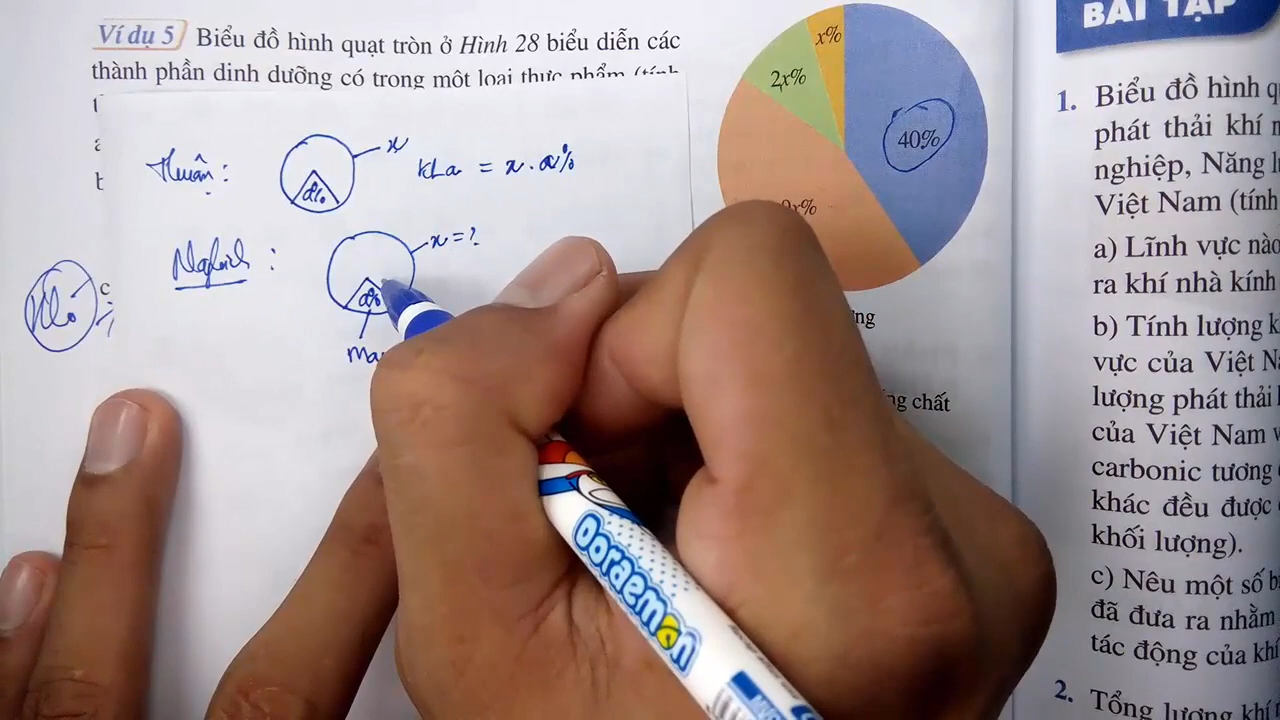 Ví dụ 5 Biểu đồ hình quạt tròn ở Hình 28 biểu diễn các
thành phần dinh dưỡng có trong một loại thực phẩm (tính
Thuận:
x
a%
KLa = x . a%
Nghịch :
x = ?
a%
Khó
x%
2x%
40%
ng chất
Doraemon
BÀI TẬP
1. Biểu đồ hình
phát thải khí
nghiệp, Năng
Việt Nam (tính
a) Lĩnh vực nào
ra khí nhà kính
b) Tính lượng
vực của Việt
lượng phát thải
của Việt Nam
carbonic tương
khác đều được
khối lượng).
c) Nêu một số
đã đưa ra nhằm
tác động của
2. Tổng lượng khí